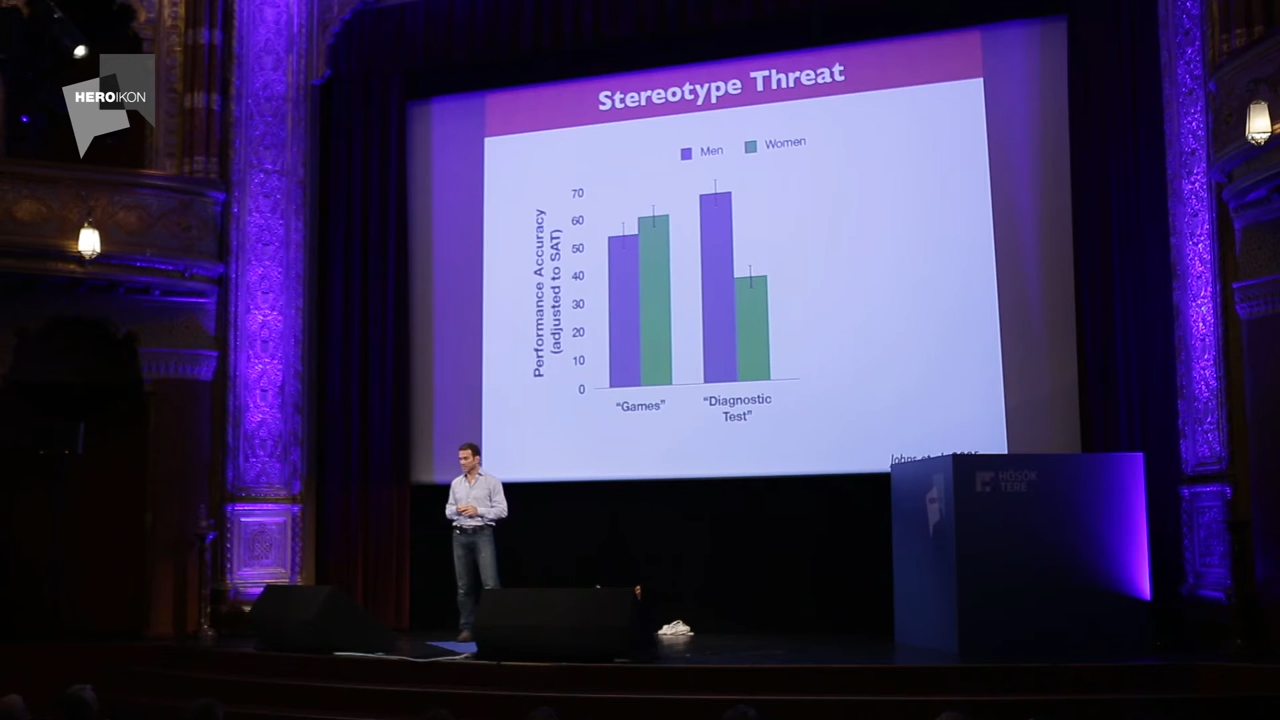 HEROIKON
Stereotype Threat
Men
Women
Performance Accuracy
(adjusted to SAT)
70
60
50
40
30
20
10
0
"Games"
"Diagnostic
Test"
HŐSÖK
TERE